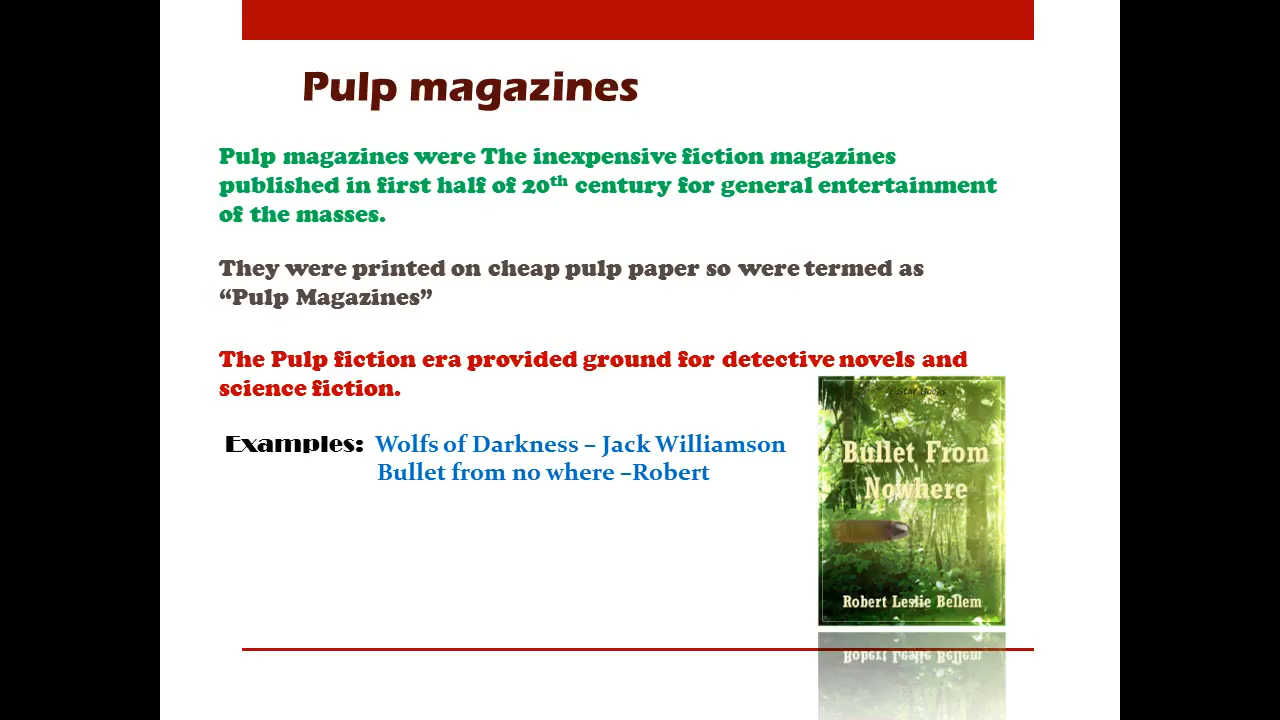 Pulp magazines
Pulp magazines were The inexpensive fiction magazines
published in first half of 20th century for general entertainment
of the masses.
They were printed on cheap pulp paper so were termed as
“Pulp Magazines”
The Pulp fiction era provided ground for detective novels and
science fiction.
Examples: Wolfs of Darkness – Jack Williamson
Bullet from no where –Robert
Books
Bullet From
Nowhere
Robert Leslie Bellem
Robert Leslie Bellem